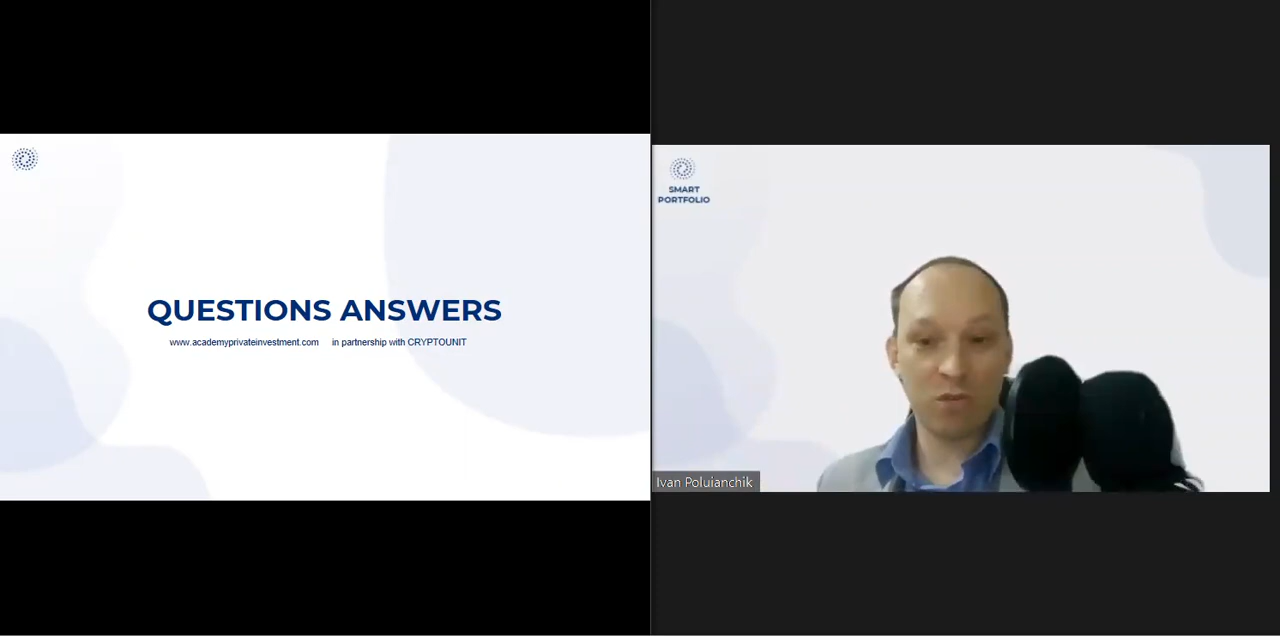 QUESTIONS ANSWERS
www.academyprivateinvestment.com in partnership with CRYPTOUNIT
SMART
PORTFOLIO
Ivan Poluianchik